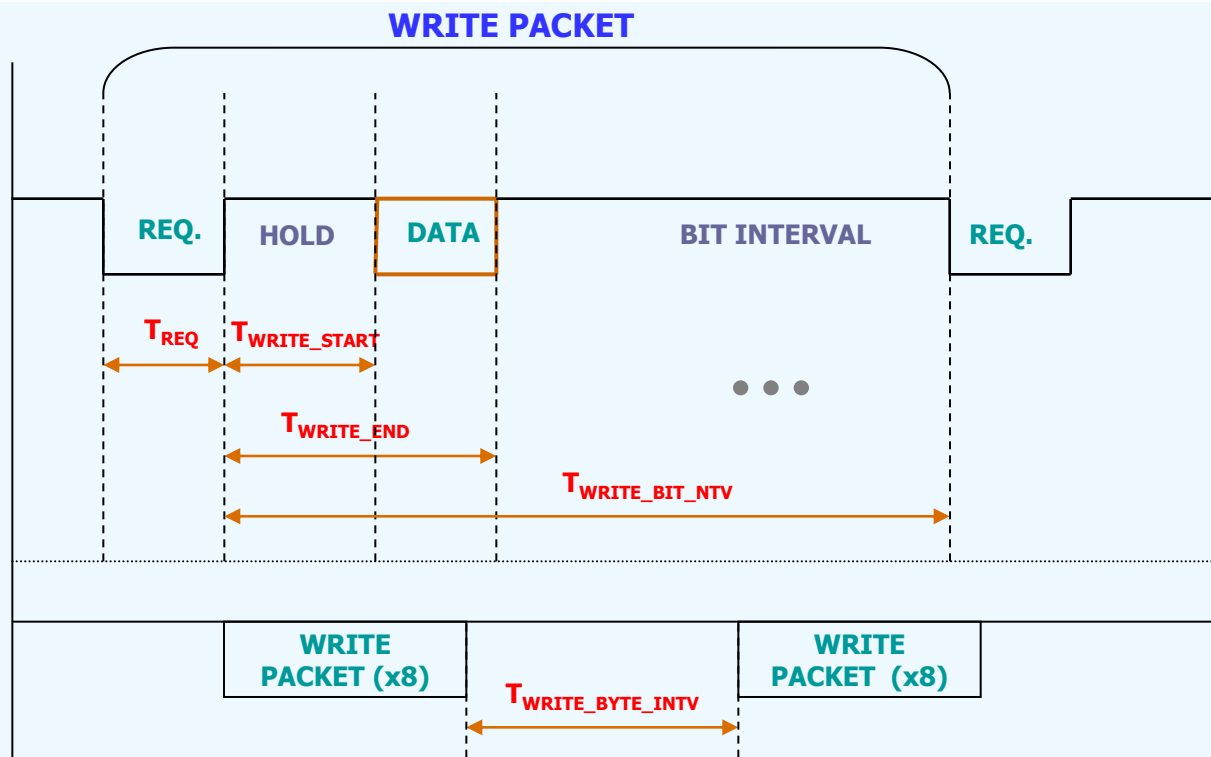 WRITE PACKET
REQ.
HOLD
DATA
BIT INTERVAL
REQ.
TREQ
TWRITE_START
TWRITE_END
TWRITE_BIT_NTV
WRITE
PACKET (x8)
WRITE
PACKET (x8)
TWRITE_BYTE_INTV